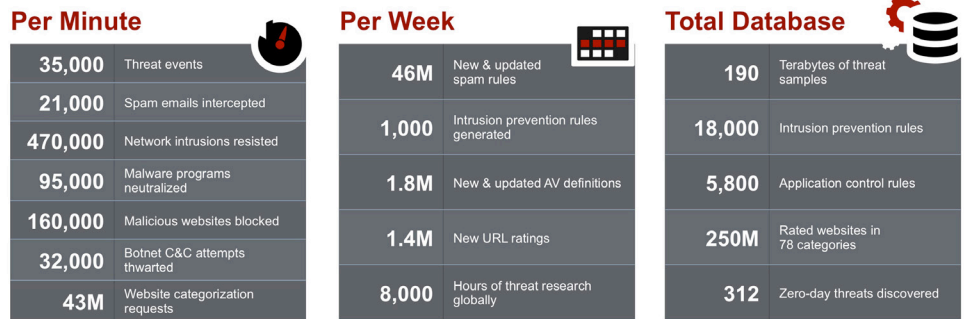 Per Minute
35,000 Threat events
21,000 Spam emails intercepted
470,000 Network intrusions resisted
95,000 Malware programs
neutralized
160,000 Malicious websites blocked
32,000 Botnet C&C attempts
thwarted
43M Website categorization
requests
Per Week
46M New & updated
spam rules
1,000 Intrusion prevention rules
generated
1.8M New & updated AV definitions
1.4M New URL ratings
8,000 Hours of threat research
globally
Total Database
190 Terabytes of threat
samples
18,000 Intrusion prevention rules
5,800 Application control rules
250M Rated websites in
78 categories
312 Zero-day threats discovered